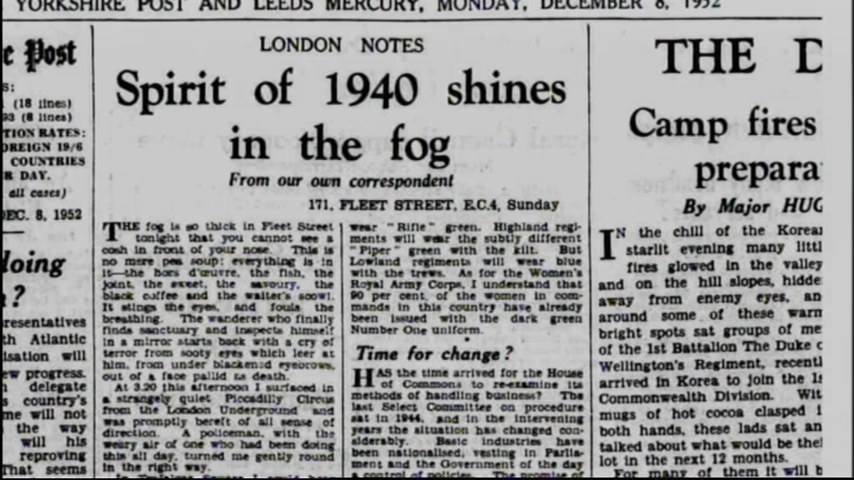 YORKSHIRE POST AND LEEDS MERCURY, MONDAY, DECEMBER 8, 1952
e Post
S:
(18 lines)
93 (8 lines)
TION RATES:
OREIGN 19/6
COUNTRIES
R DAY.
all cases)
DEC. 8, 1952
doing
?
resentatives
th Atlantic
isation will
ew progress.
delegate
s country's
me will not
the way
will his
reproving
That seems
LONDON NOTES
Spirit of 1940 shines
in the fog
From our own correspondent
171, FLEET STREET, E.C.4, Sunday
THE fog is so thick in Fleet Street
tonight that you cannot see a
cosh in front of your nose. This is
no mere pea soup: everything is in
it—the hors d'œuvre, the fish, the
joint, the sweet, the savoury, the
black coffee and the waiter's scowl.
It stings the eyes, and fouls the
breathing. The wanderer who finally
finds sanctuary and inspects himself
in a mirror starts back with a cry of
terror from sooty eyes which leer at
him, from under blackened eyebrows,
out of a face pallid as death.
At 3.20 this afternoon I surfaced in
a strangely quiet Piccadilly Circus
from the London Underground and
was promptly bereft of all sense of
direction. A policeman, with the
weary air of one who had been doing
this all day, turned me gently round
in the right way.
wear "Rifle" green. Highland regi-
ments will wear the subtly different
"Piper" green with the kilt. But
Lowland regiments will wear blue
with the trews. As for the Women's
Royal Army Corps, I understand that
90 per cent. of the women in com-
mands in this country have already
been issued with the dark green
Number One uniform.
Time for change?
HAS the time arrived for the House
of Commons to re-examine its
methods of handling business? The
last Select Committee on procedure
sat in 1944, and in the intervening
years the situation has changed con-
siderably. Basic industries have
been nationalised, vesting in Parlia-
ment and the Government of the day
a control of policies. The promise of
THE D
Camp fires
prepara
By Major HUG
IN the chill of the Korean
starlit evening many littl
fires glowed in the valley
and on the hill slopes, hidde
away from enemy eyes, an
around some of these warm
bright spots sat groups of me
of the 1st Battalion The Duke o
Wellington's Regiment, recentl
arrived in Korea to join the 1s
Commonwealth Division. Wit
mugs of hot cocoa clasped i
both hands, these lads sat an
talked about what would be thei
lot in the next 12 months.
For many of them it will b